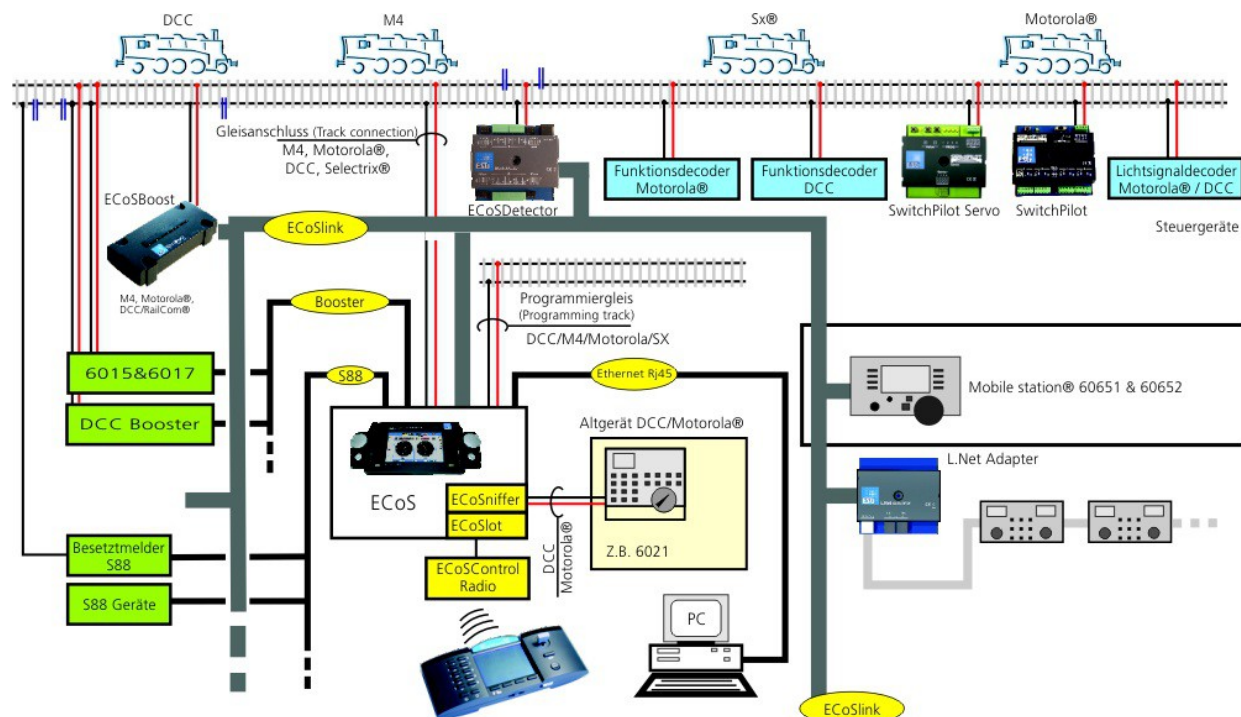 DCC
M4
Sx®
Motorola®
Gleisanschluss (Track connection)
M4, Motorola®,
DCC, Selectrix®
ECoSBoost
ECoSDetector
Funktionsdecoder
Motorola®
Funktionsdecoder
DCC
SwitchPilot Servo
SwitchPilot
Lichtsignaldecoder
Motorola® / DCC
Steuergeräte
ECoSlink
M4, Motorola®,
DCC/RailCom®
Booster
Programmiergleis
(Programming track)
DCC/M4/Motorola/SX
6015&6017
S88
Ethernet Rj45
Mobile station® 60651 & 60652
DCC Booster
Altgerät DCC/Motorola®
L.Net Adapter
ECoS
ECoSniffer
ECoSlot
DCC
Motorola®
Z.B. 6021
Besetztmelder
S88
ECoSControl
Radio
S88 Geräte
PC
ECoSlink